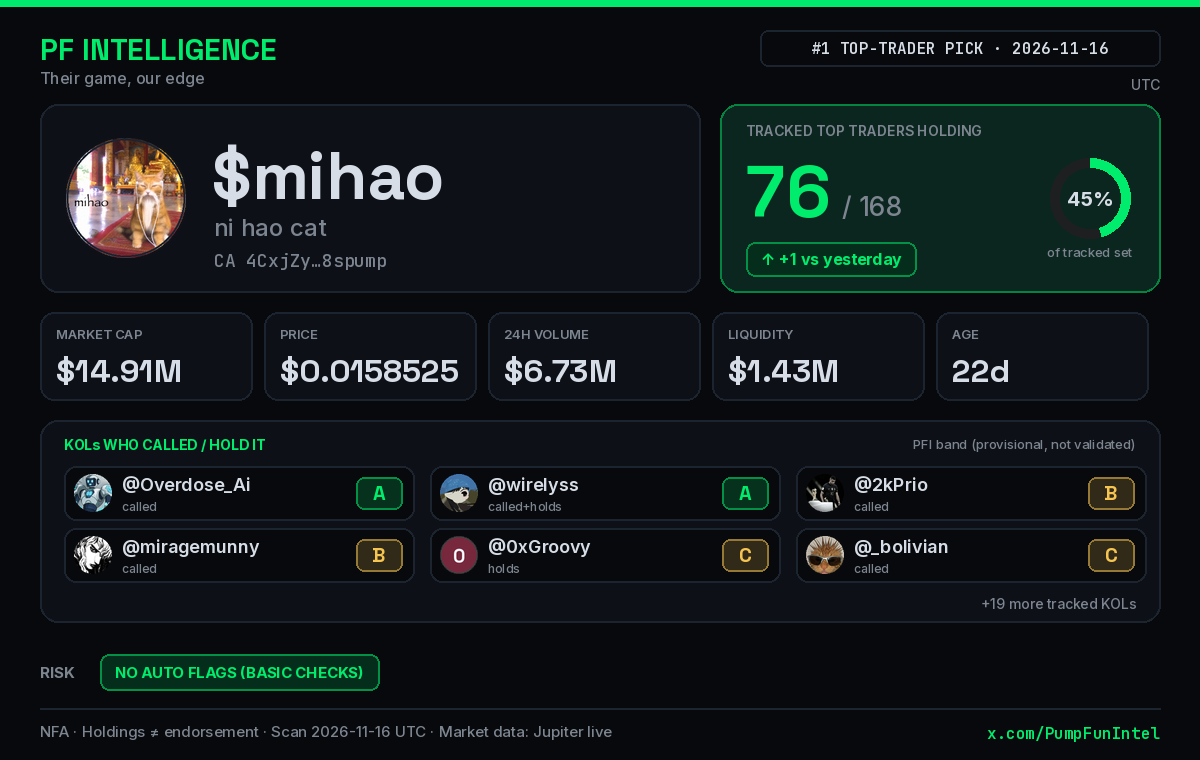 PF INTELLIGENCE
Their game, our edge
#1 TOP-TRADER PICK · 2026-11-16
UTC
mihao
$mihao
ni hao cat
CA 4CxjZy…8spump
TRACKED TOP TRADERS HOLDING
76 / 168
↑ +1 vs yesterday
45%
of tracked set
MARKET CAP
$14.91M
PRICE
$0.0158525
24H VOLUME
$6.73M
LIQUIDITY
$1.43M
AGE
22d
KOLs WHO CALLED / HOLD IT
PFI band (provisional, not validated)
@Overdose_Ai
called
A
@wirelyss
called+holds
A
@2kPrio
called
B
@miragemunny
called
B
0
@0xGroovy
holds
C
@_bolivian
called
C
+19 more tracked KOLs
RISK
NO AUTO FLAGS (BASIC CHECKS)
NFA · Holdings ≠ endorsement · Scan 2026-11-16 UTC · Market data: Jupiter live
x.com/PumpFunIntel